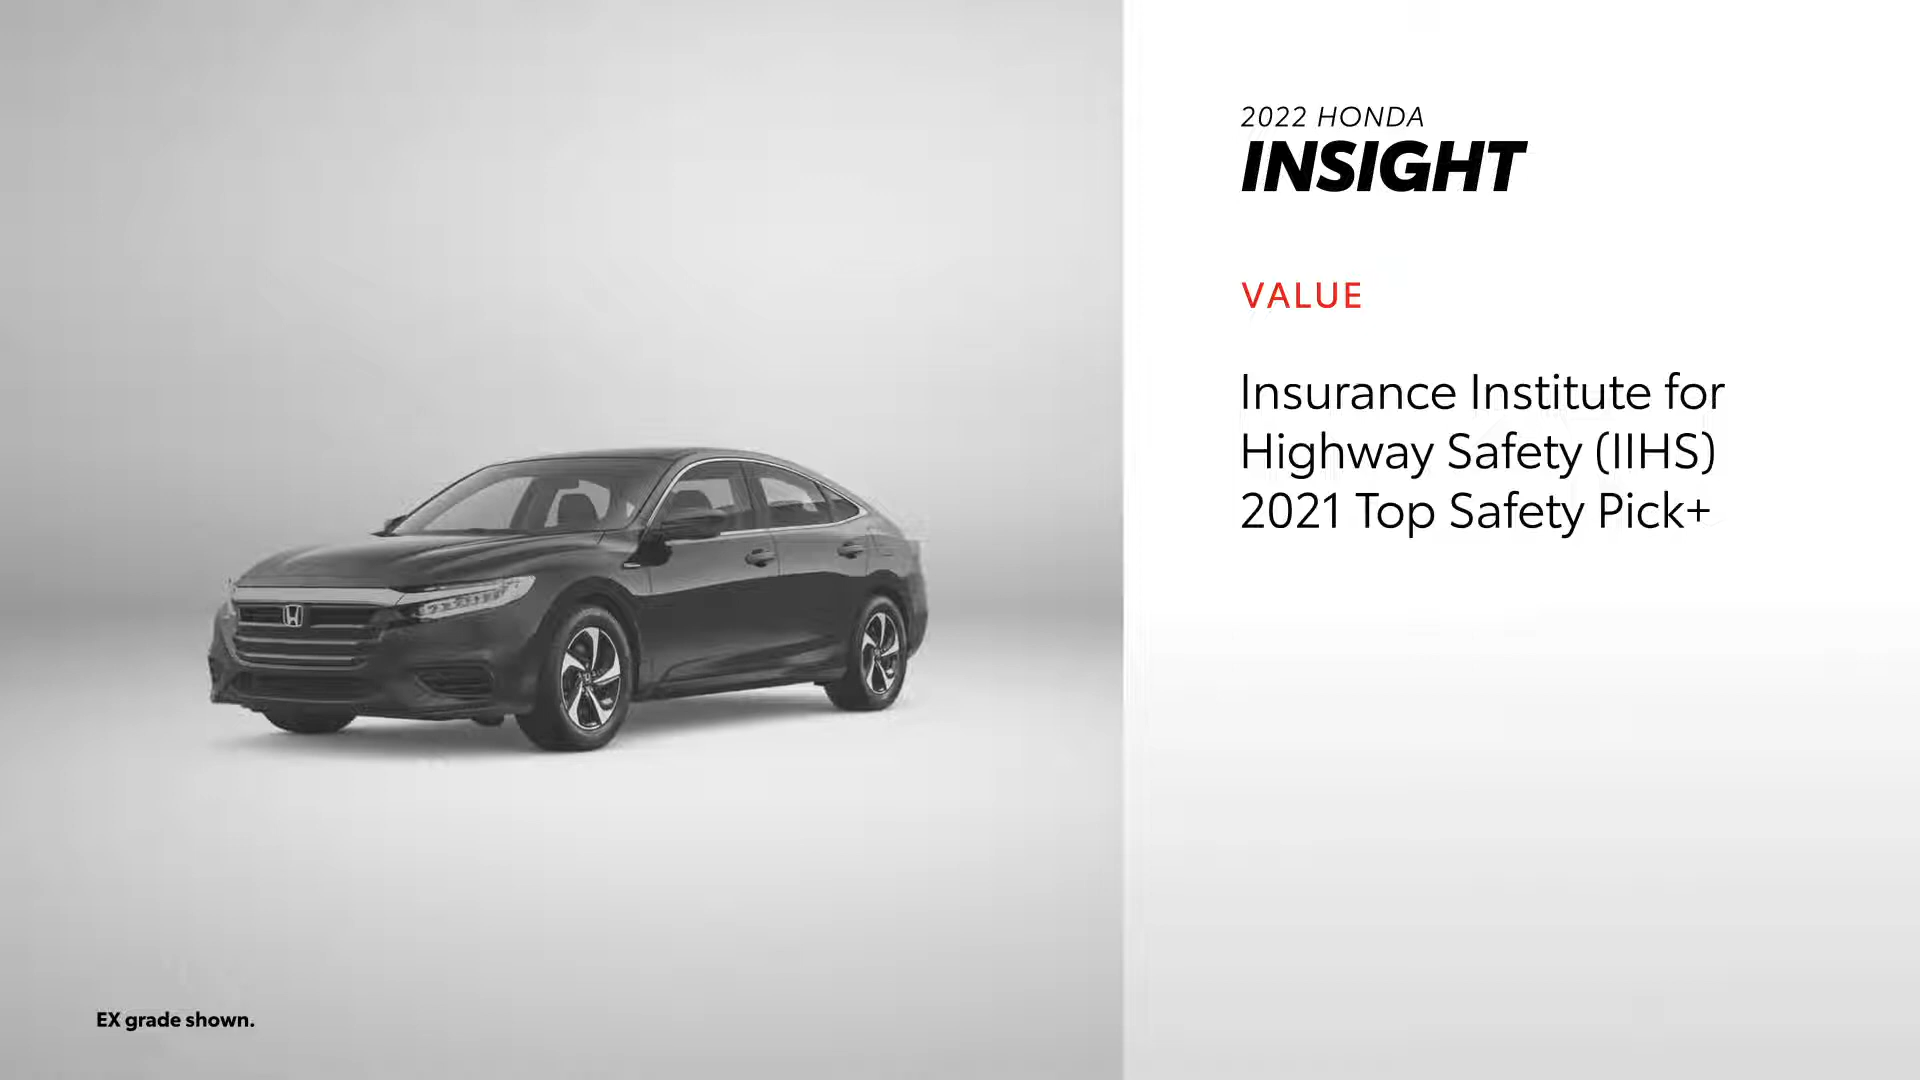 2022 HONDA
INSIGHT
VALUE
Insurance Institute for
Highway Safety (IIHS)
2021 Top Safety Pick+
EX grade shown.